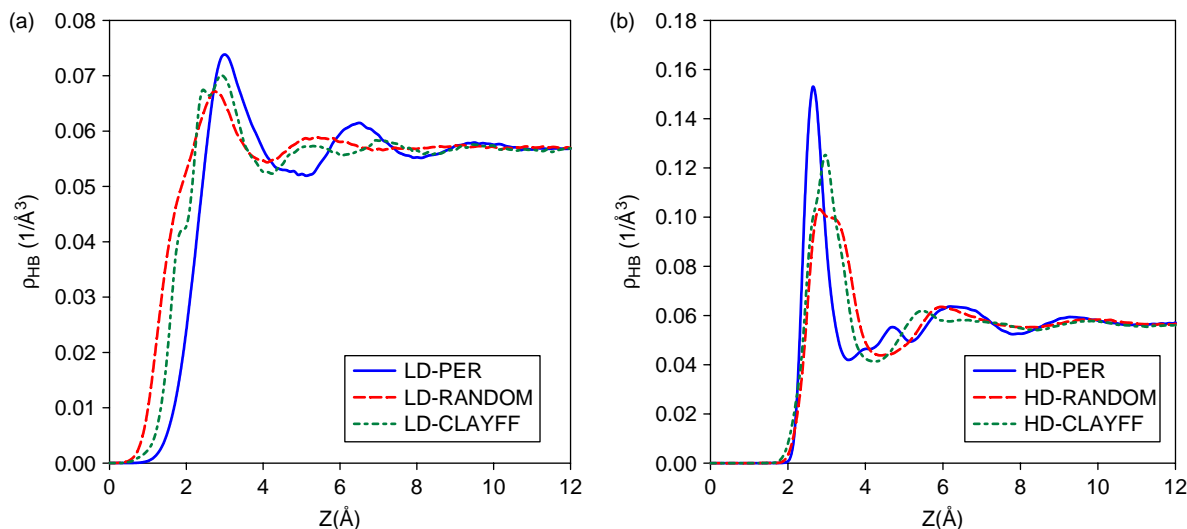 (a)
0.08
0.07
0.06
0.05
0.04
0.03
0.02
0.01
0.00
ρHB (1/Å3)
0
2
4
6
8
10
12
Z(Å)
LD-PER
LD-RANDOM
LD-CLAYFF
(b)
0.18
0.16
0.14
0.12
0.10
0.08
0.06
0.04
0.02
0.00
ρHB (1/Å3)
0
2
4
6
8
10
12
Z(Å)
HD-PER
HD-RANDOM
HD-CLAYFF